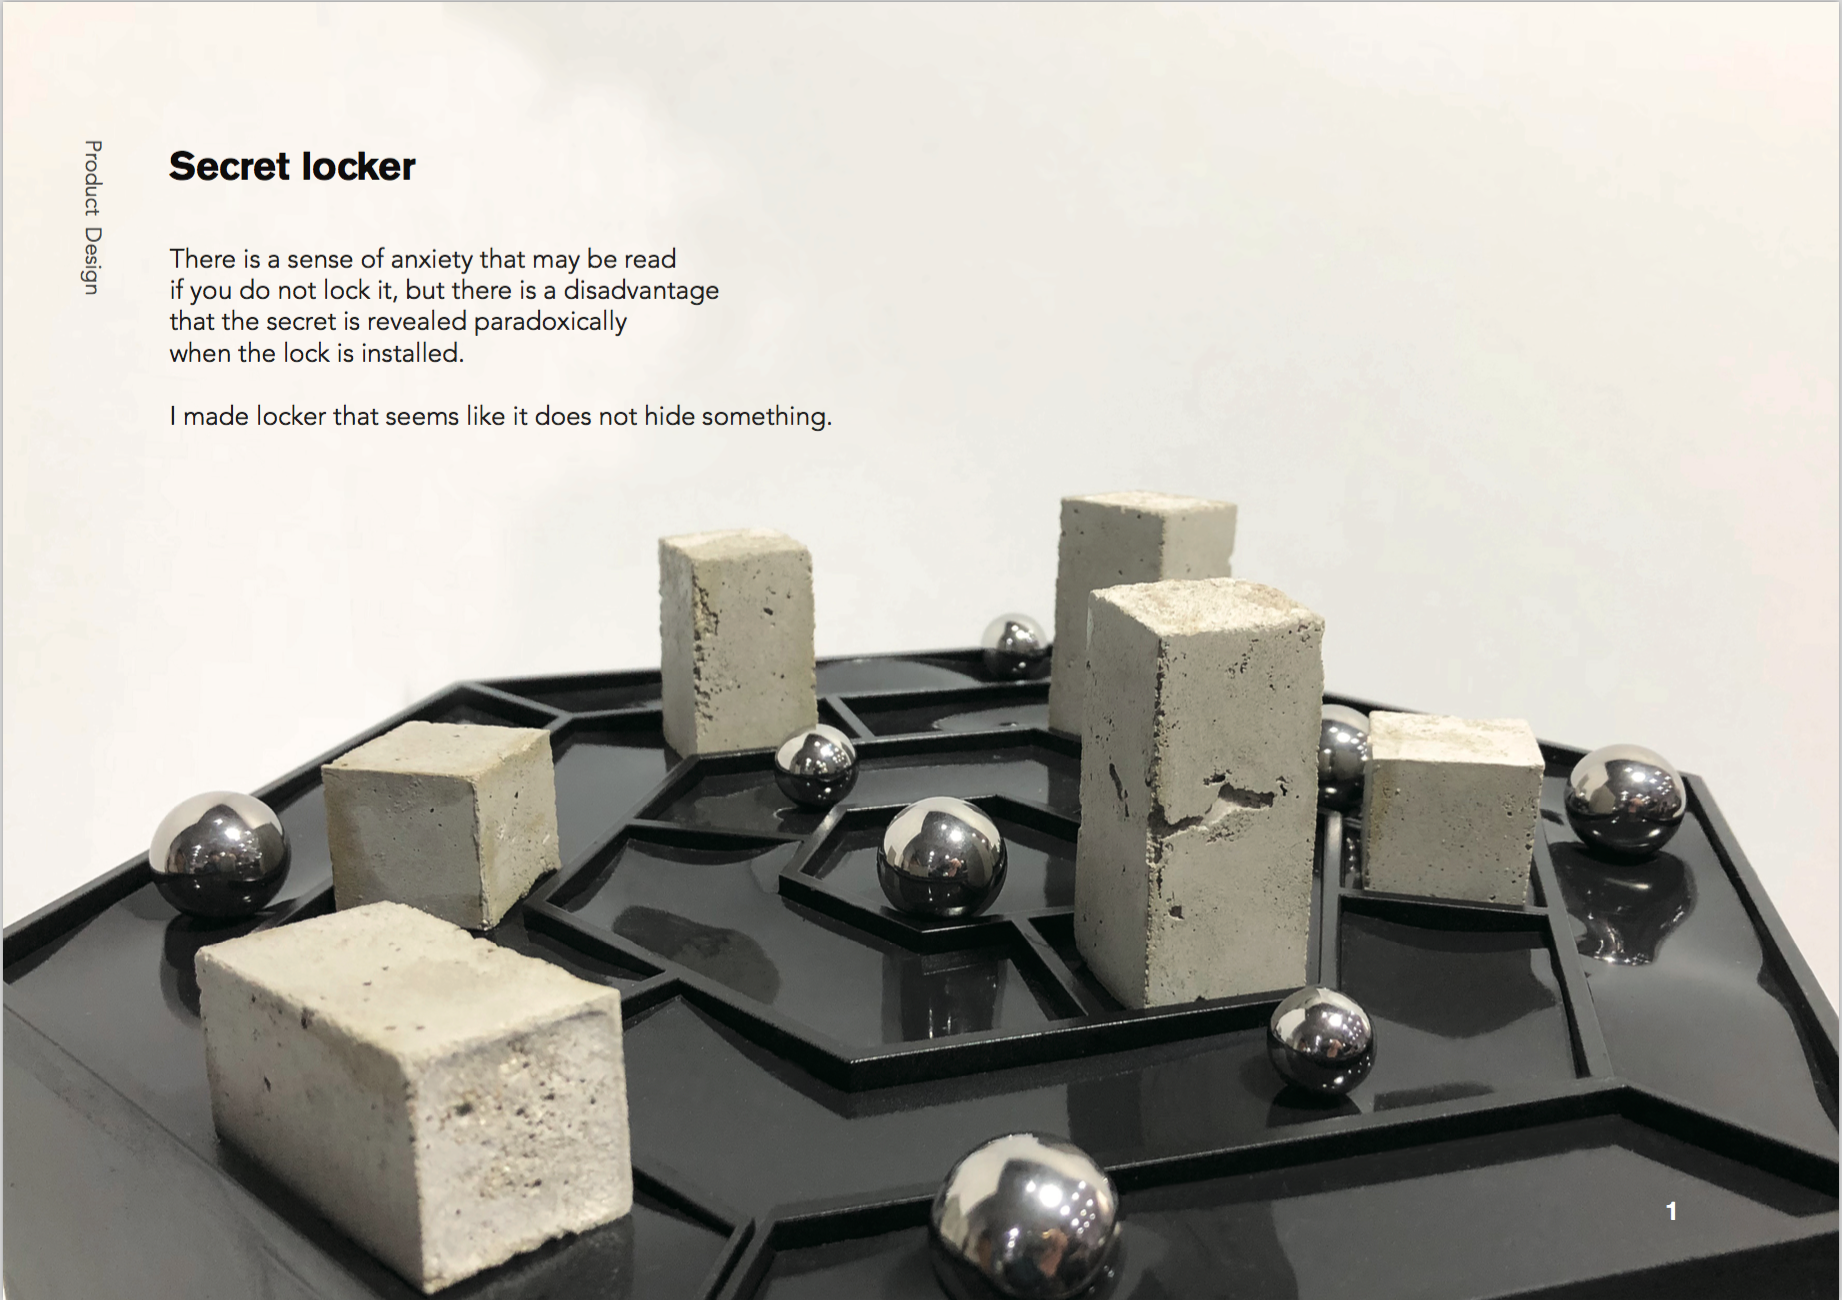 Product Design
Secret locker
There is a sense of anxiety that may be read
if you do not lock it, but there is a disadvantage
that the secret is revealed paradoxically
when the lock is installed.
I made locker that seems like it does not hide something.
1